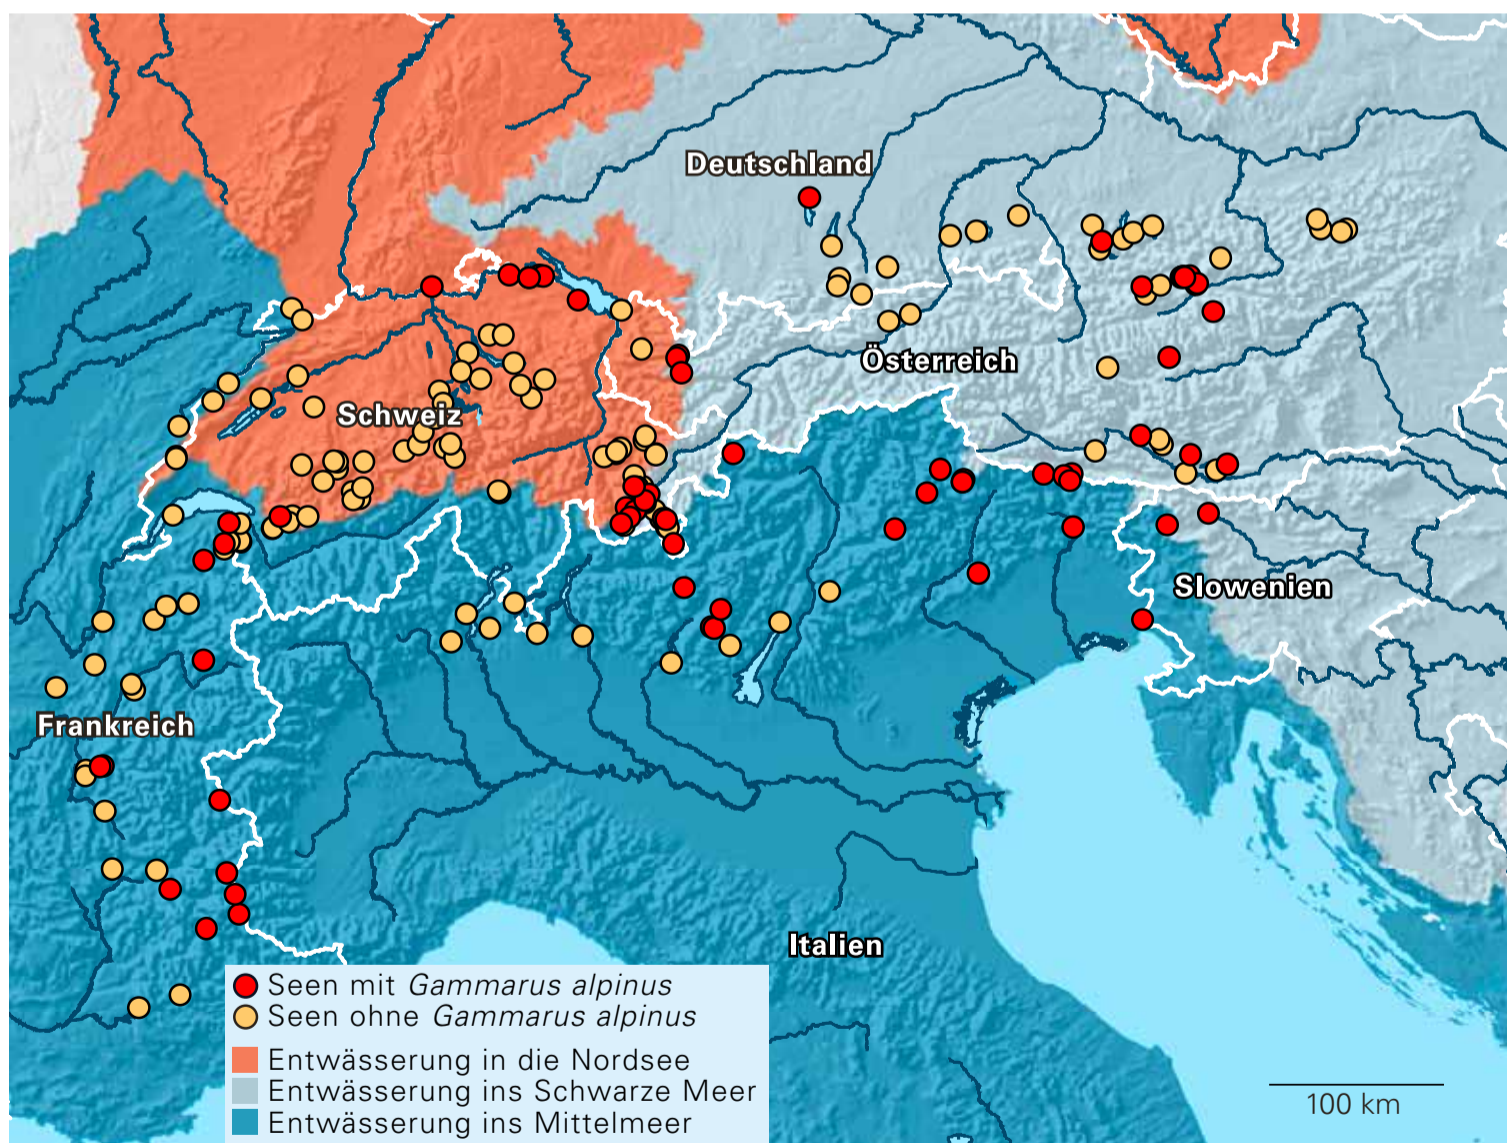 Deutschland
Österreich
Schweiz
Slowenien
Frankreich
Italien
Seen mit Gammarus alpinus
Seen ohne Gammarus alpinus
Entwässerung in die Nordsee
Entwässerung ins Schwarze Meer
Entwässerung ins Mittelmeer
100 km